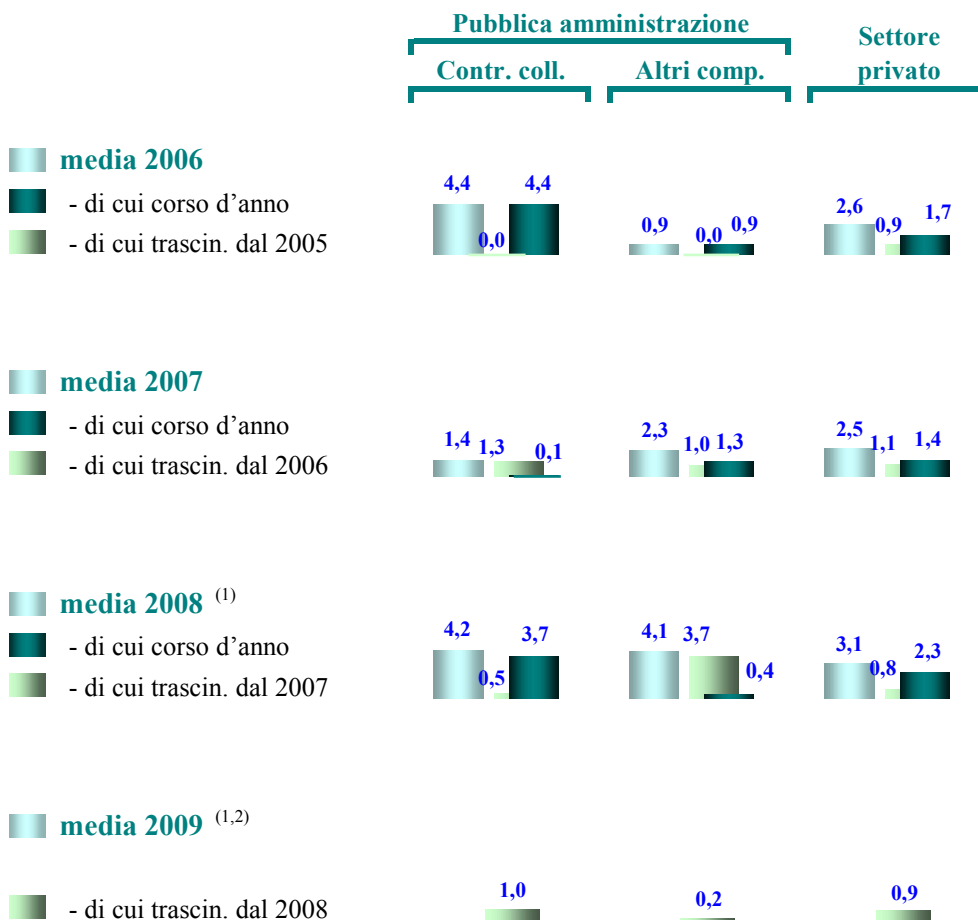 Pubblica amministrazione
Settore privato
Contr. coll.
Altri comp.
media 2006
4,4 4,4 0,9 0,9 2,6 1,7
- di cui corso d’anno
0,0 0,0 0,9
- di cui trascin. dal 2005
media 2007
- di cui corso d’anno
1,4 1,3 0,1 2,3 1,0 1,3 2,5 1,1 1,4
- di cui trascin. dal 2006
media 2008 (1)
- di cui corso d’anno
4,2 3,7 4,1 3,7 3,1 2,3
- di cui trascin. dal 2007
0,5 0,4 0,8
media 2009 (1,2)
- di cui trascin. dal 2008
1,0 0,2 0,9